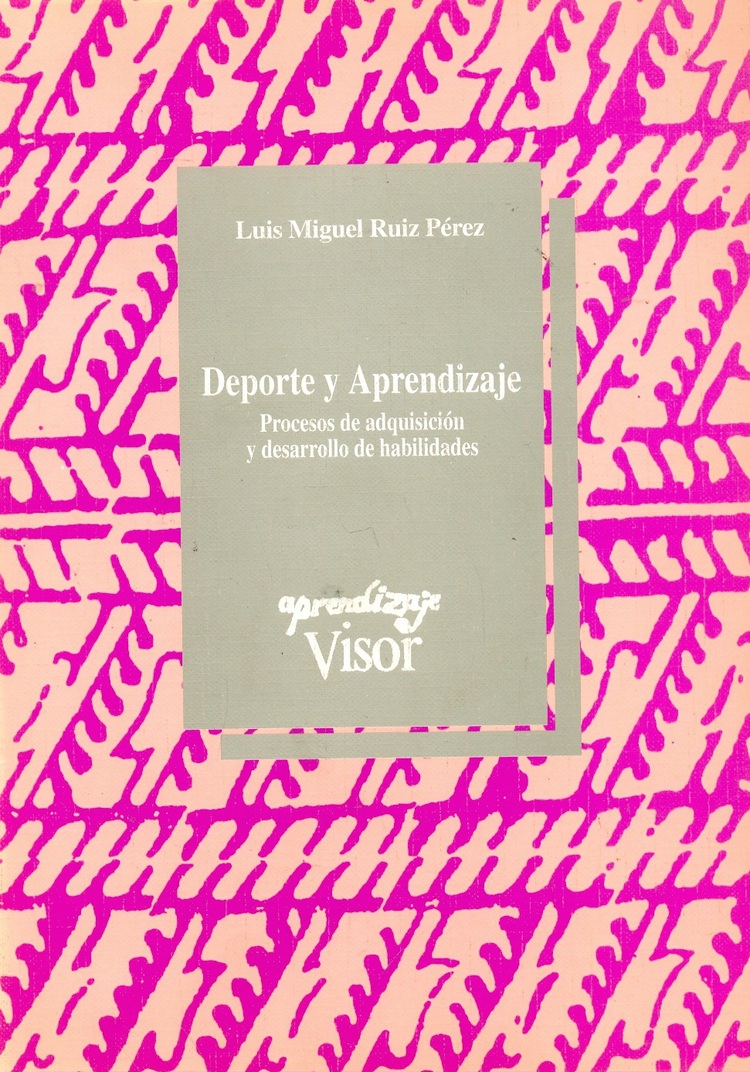 Luis Miguel Ruiz Pérez
Deporte y Aprendizaje
Procesos de adquisición
y desarrollo de habilidades
aprendizaje
Visor